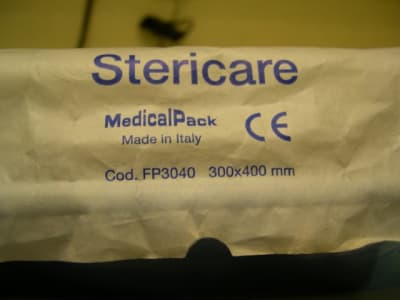 Stericare
MedicalPack CE
Made in Italy
Cod. FP3040 300x400 mm